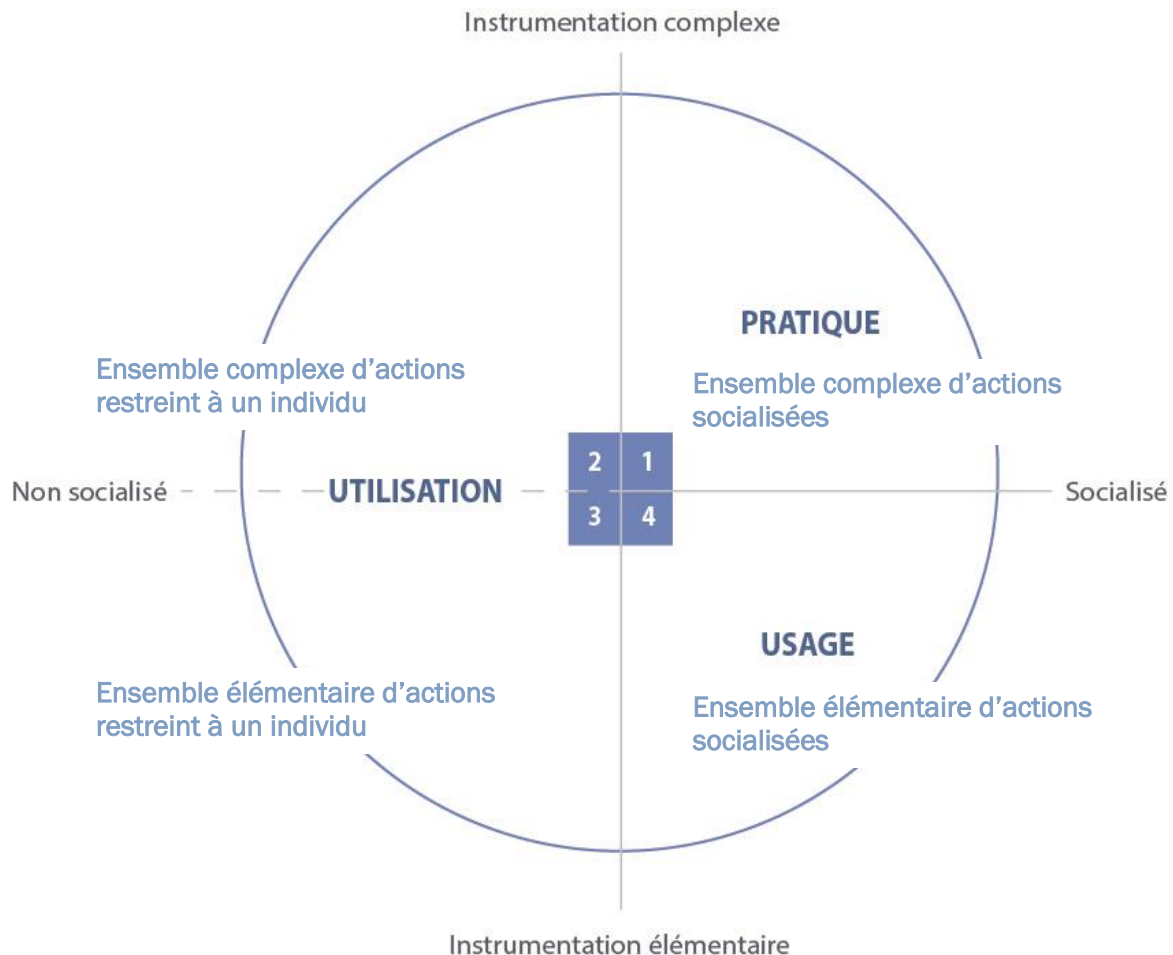 Instrumentation complexe
PRATIQUE
Ensemble complexe d’actions
restreint à un individu
Ensemble complexe d’actions
socialisées
2 1
Non socialisé
UTILISATION
Socialisé
3 4
USAGE
Ensemble élémentaire d’actions
restreint à un individu
Ensemble élémentaire d’actions
socialisées
Instrumentation élémentaire